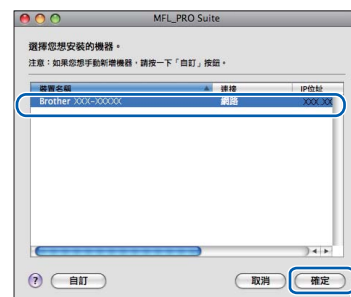 MFL_PRO Suite
選擇您想安裝的機器。
注意：如果您想手動新增機器，請按一下「自訂」按鈕。
裝置名稱 連接 IP位址
Brother XXX-XXXXX 網路 XXX XX
? 自訂 取消 確定